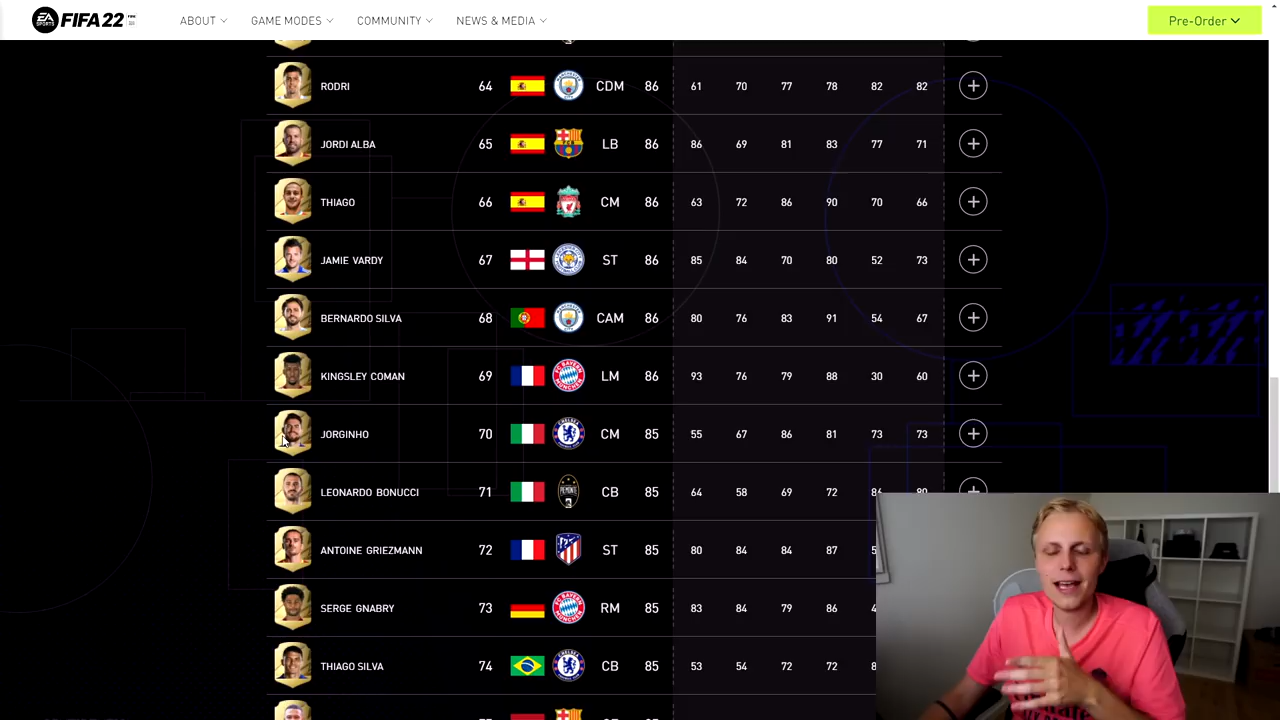 EA SPORTS FIFA 22 ABOUT GAME MODES COMMUNITY NEWS & MEDIA Pre-Order
RODRI 64 CDM 86 61 70 77 78 82 82
JORDI ALBA 65 LB 86 86 69 81 83 77 71
THIAGO 66 CM 86 63 72 86 90 70 66
JAMIE VARDY 67 ST 86 85 84 70 80 52 73
BERNARDO SILVA 68 CAM 86 80 76 83 91 54 67
KINGSLEY COMAN 69 LM 86 93 76 79 88 30 60
JORGINHO 70 CM 85 55 67 86 81 73 73
LEONARDO BONUCCI 71 CB 85 64 58 69 72
ANTOINE GRIEZMANN 72 ST 85 80 84 84 87
SERGE GNABRY 73 RM 85 83 84 79 86
THIAGO SILVA 74 CB 85 53 54 72 72